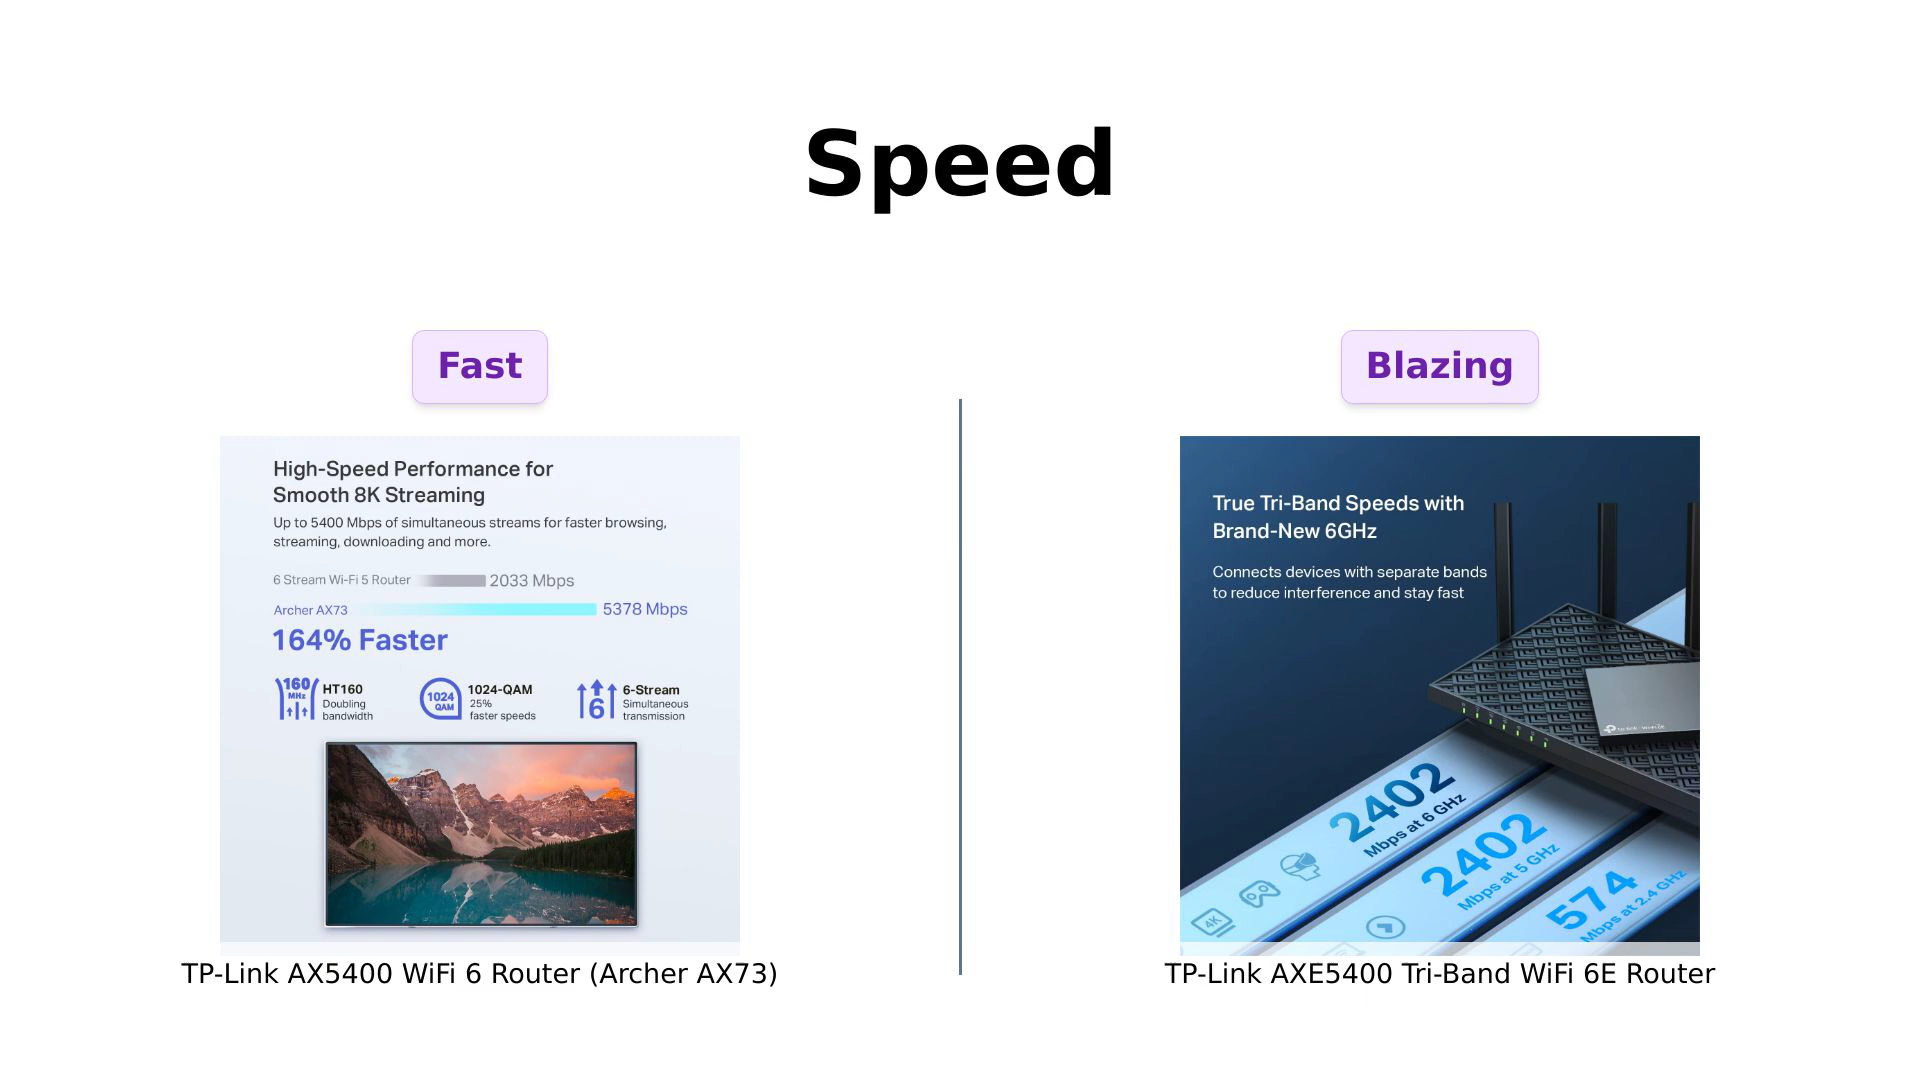 Speed
Fast
High-Speed Performance for
Smooth 8K Streaming
Up to 5400 Mbps of simultaneous streams for faster browsing,
streaming, downloading and more.
6 Stream Wi-Fi 5 Router 2033 Mbps
Archer AX73 5378 Mbps
164% Faster
160 MHz
HT160
Doubling
bandwidth
1024 QAM
1024-QAM
25%
faster speeds
6
6-Stream
Simultaneous
transmission
TP-Link AX5400 WiFi 6 Router (Archer AX73)
Blazing
True Tri-Band Speeds with
Brand-New 6GHz
Connects devices with separate bands
to reduce interference and stay fast
2402
Mbps at 6 GHz
2402
Mbps at 5 GHz
574
Mbps at 2.4 GHz
4K
TP-Link AXE5400 Tri-Band WiFi 6E Router